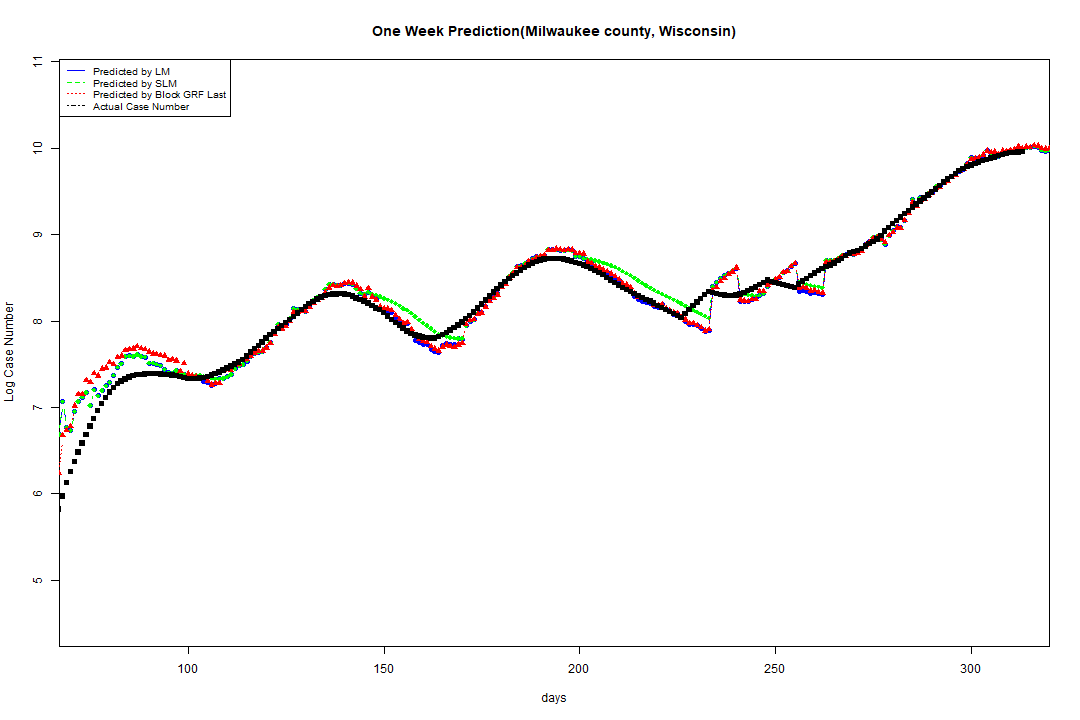 One Week Prediction(Milwaukee county, Wisconsin)
Predicted by LM
Predicted by SLM
Predicted by Block GRF Last
Actual Case Number
11
10
9
8
7
6
5
Log Case Number
100
150
200
250
300
days